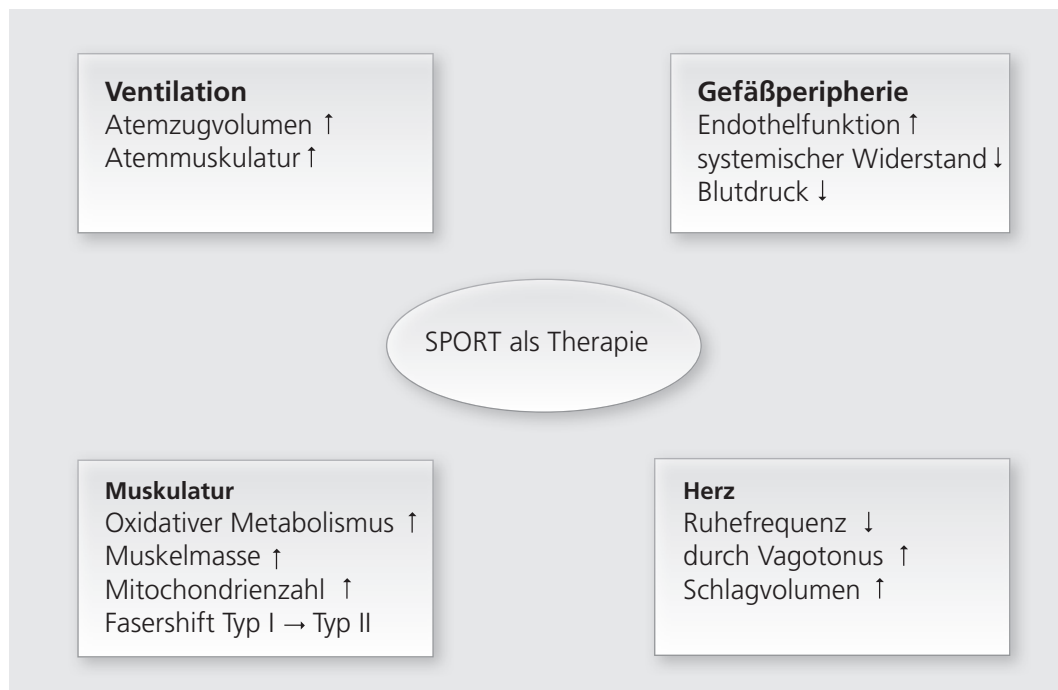 Ventilation
Atemzugvolumen ↑
Atemmuskulatur ↑
Gefäßperipherie
Endothelfunktion ↑
systemischer Widerstand ↓
Blutdruck ↓
SPORT als Therapie
Muskulatur
Oxidativer Metabolismus ↑
Muskelmasse ↑
Mitochondrienzahl ↑
Fasershift Typ I → Typ II
Herz
Ruhefrequenz ↓
durch Vagotonus ↑
Schlagvolumen ↑